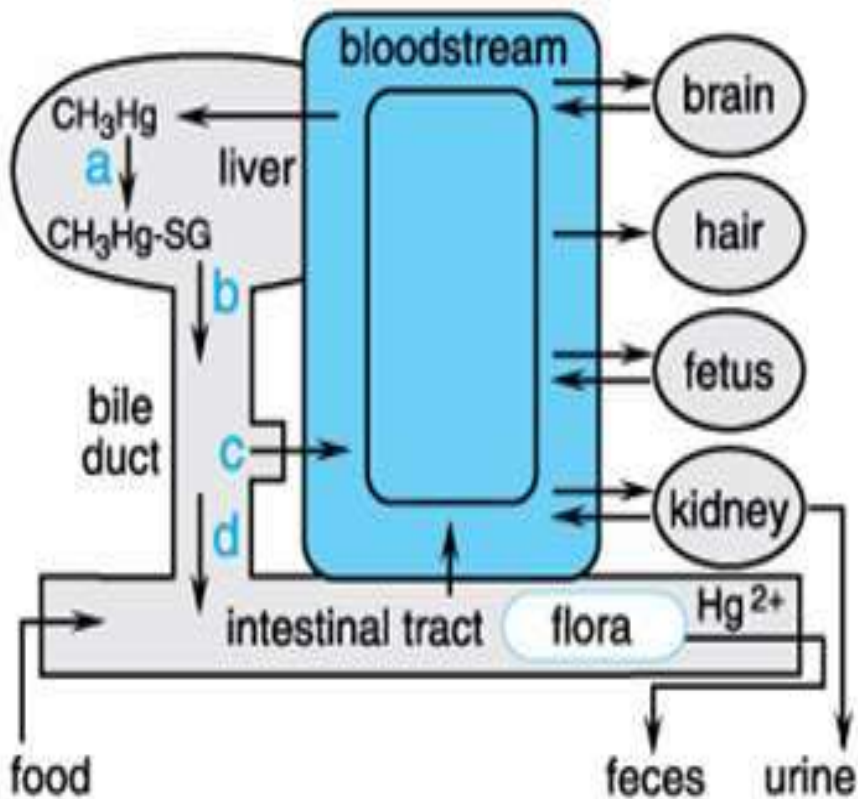 bloodstream
brain
CH₃Hg
a
liver
CH₃Hg-SG
hair
b
bile
duct
fetus
c
kidney
d
intestinal tract
flora
Hg²⁺
food
feces
urine